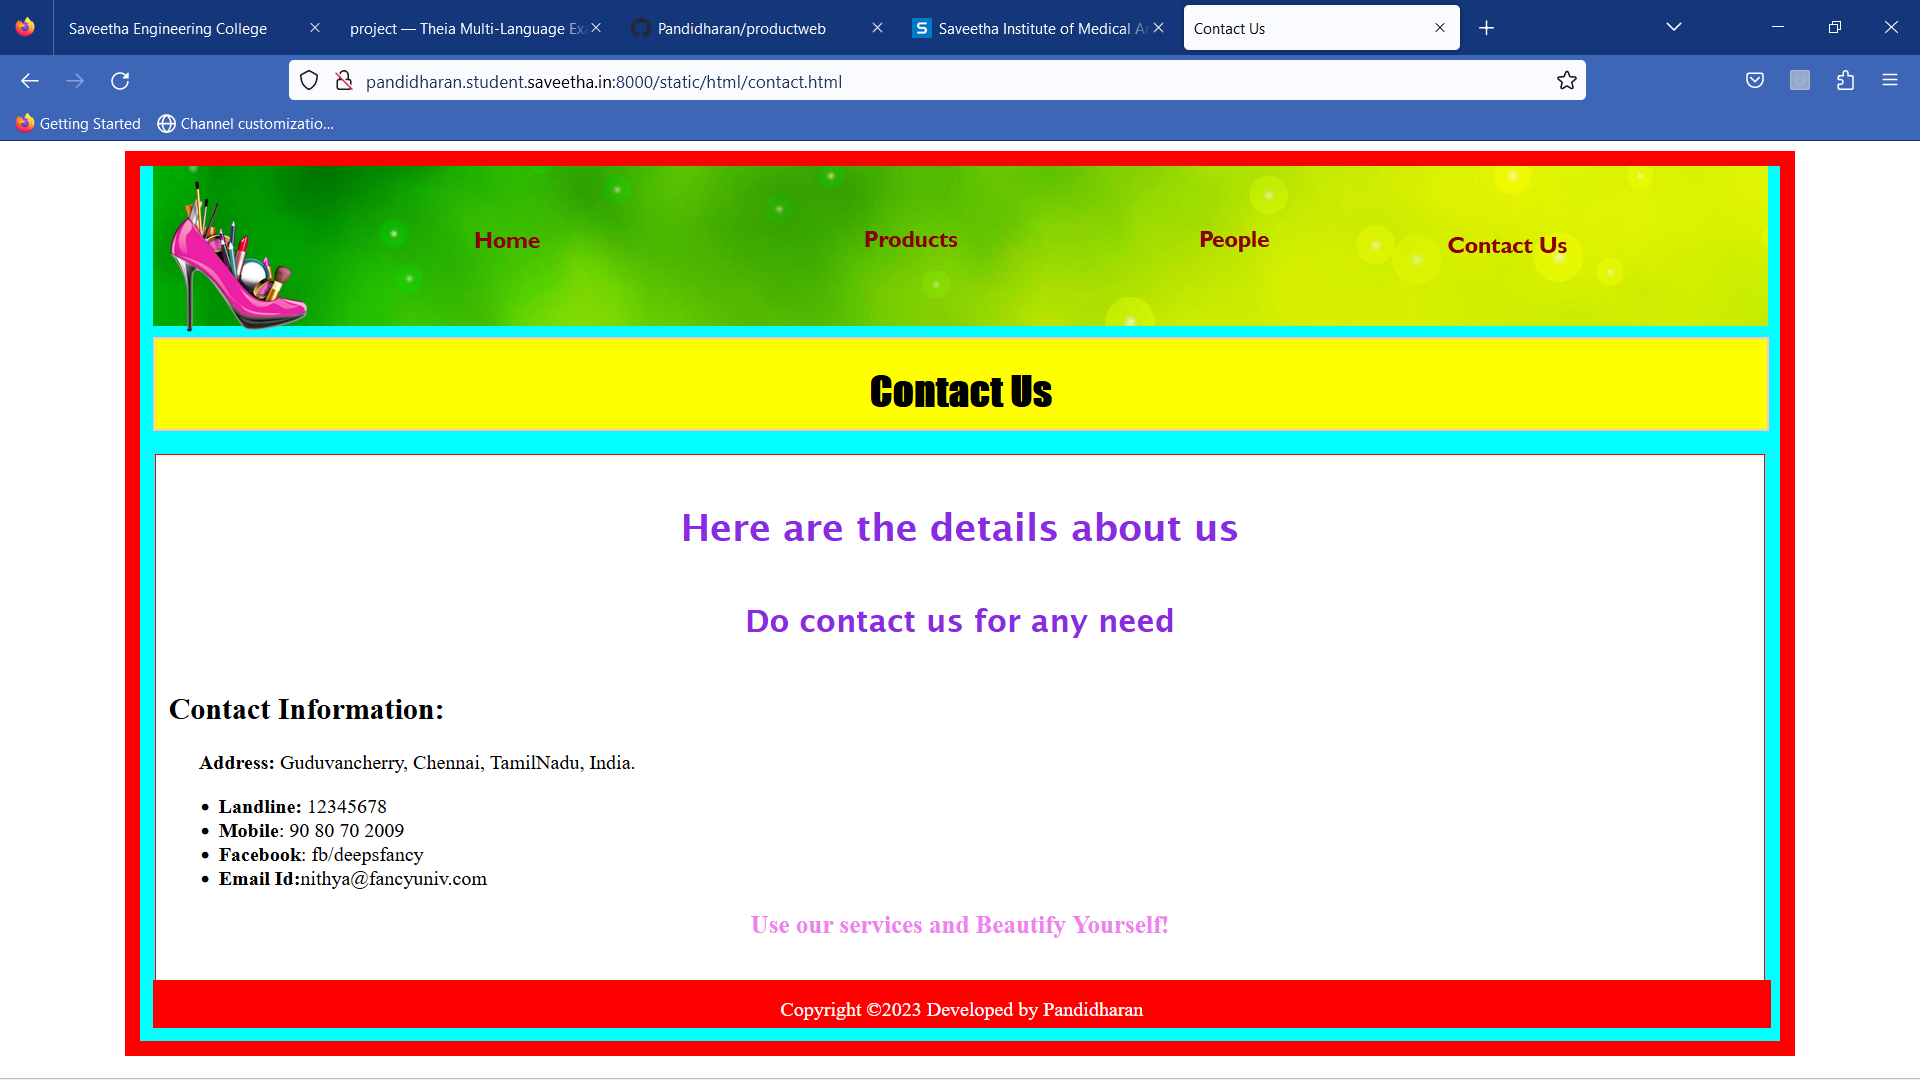 Saveetha Engineering College
project — Theia Multi-Language Exa
Pandidharan/productweb
S Saveetha Institute of Medical A
Contact Us
pandidharan.student.saveetha.in:8000/static/html/contact.html
Getting Started
Channel customizatio...
Home
Products
People
Contact Us
Contact Us
Here are the details about us
Do contact us for any need
Contact Information:
Address: Guduvancherry, Chennai, TamilNadu, India.
• Landline: 12345678
• Mobile: 90 80 70 2009
• Facebook: fb/deepsfancy
• Email Id:nithya@fancyuniv.com
Use our services and Beautify Yourself!
Copyright ©2023 Developed by Pandidharan